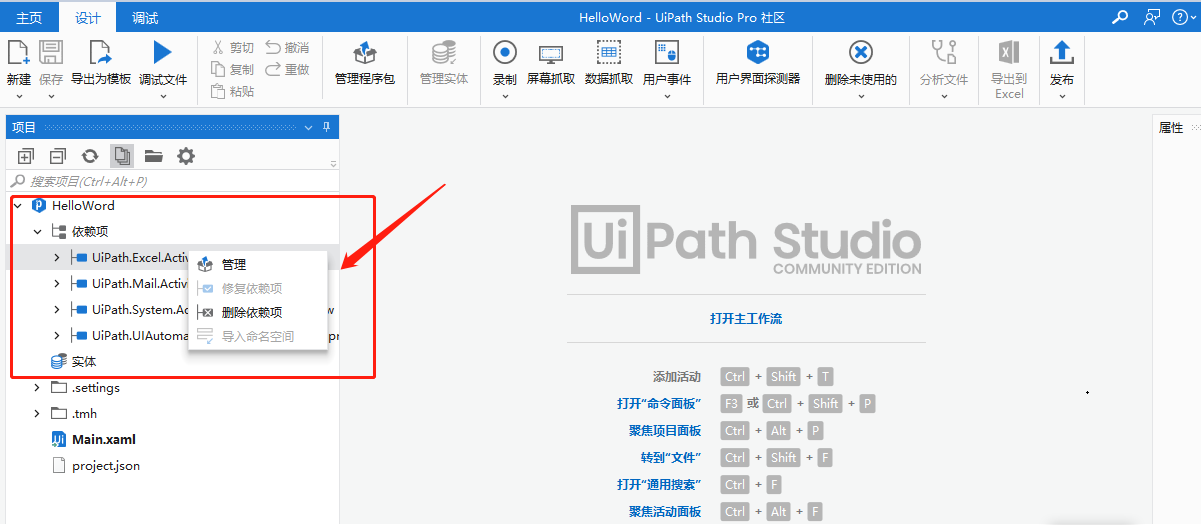 主页 设计 调试 HelloWord - UiPath Studio Pro 社区
新建 保存 导出为模板 调试文件 剪切 复制 粘贴 撤消 重做 管理程序包 管理实体 录制 屏幕抓取 数据抓取 用户事件 用户界面探测器 删除未使用的 分析文件 导出到 Excel 发布
项目
属性
搜索项目(Ctrl+Alt+P)
HelloWord
依赖项
UiPath.Excel.Activ
管理
UiPath.Mail.Activ
修复依赖项
UiPath.System.Ac
删除依赖项
w
UiPath.UIAutoma
导入命名空间
pr
实体
.settings
.tmh
Main.xaml
project.json
UiPath Studio
COMMUNITY EDITION
打开主工作流
添加活动 Ctrl + Shift + T
打开“命令面板” F3 或 Ctrl + Shift + P
聚焦项目面板 Ctrl + Alt + P
转到“文件” Ctrl + Shift + F
打开“通用搜索” Ctrl + F
聚焦活动面板 Ctrl + Alt + F